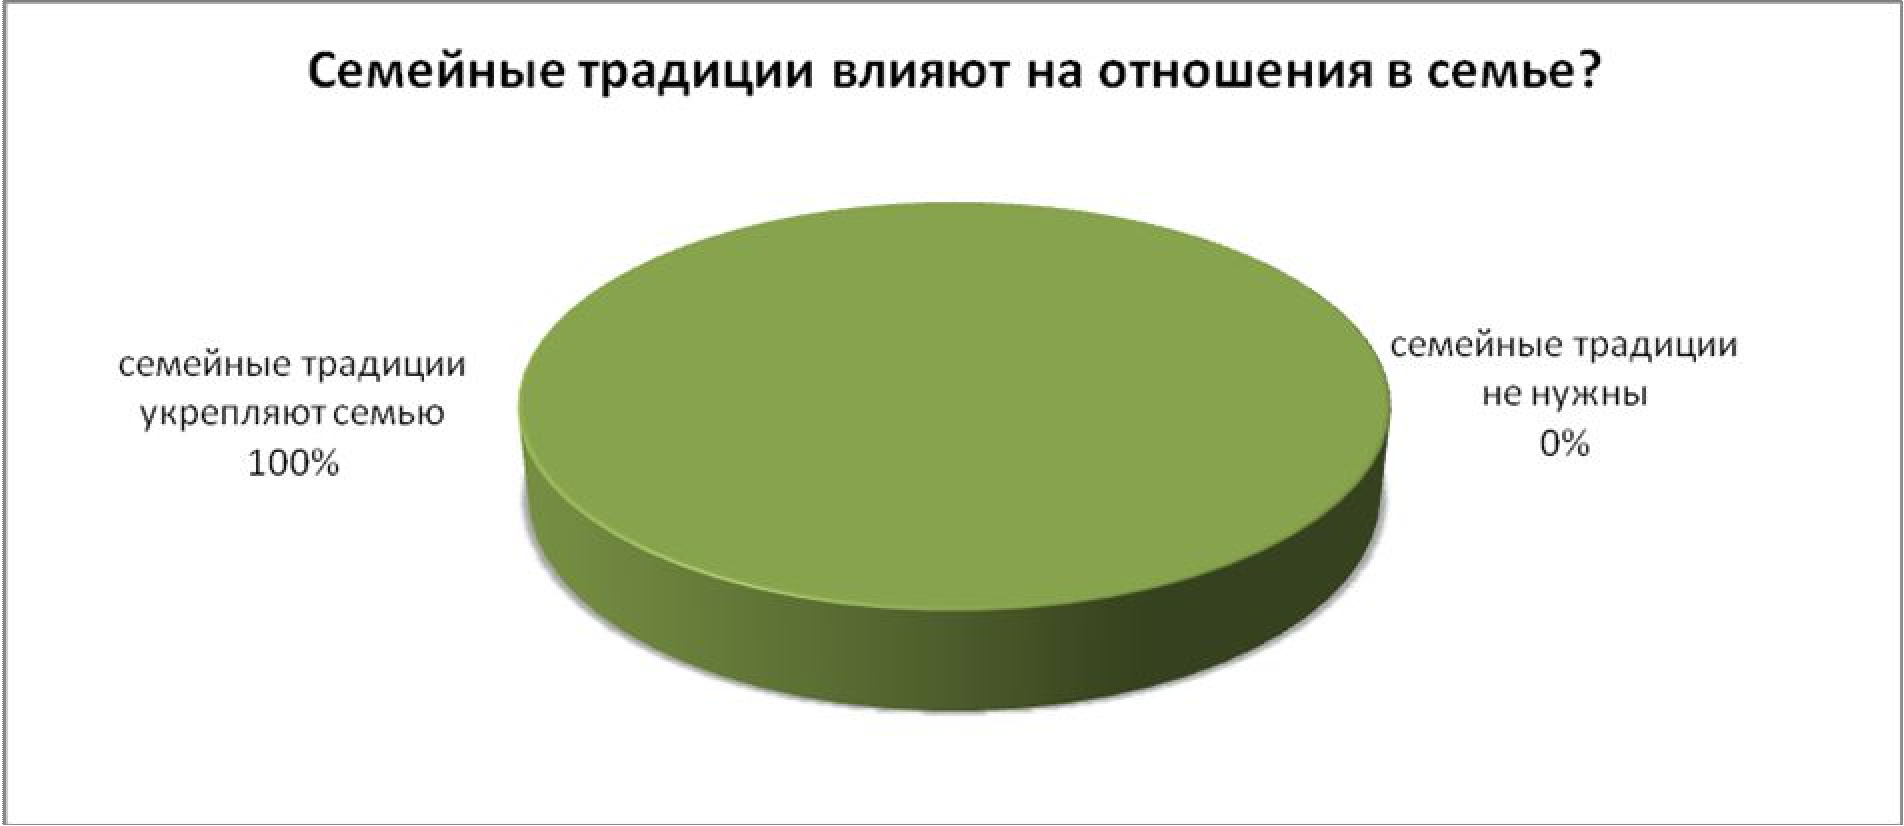 Семейные традиции влияют на отношения в семье?
семейные традиции
укрепляют семью
100%
семейные традиции
не нужны
0%